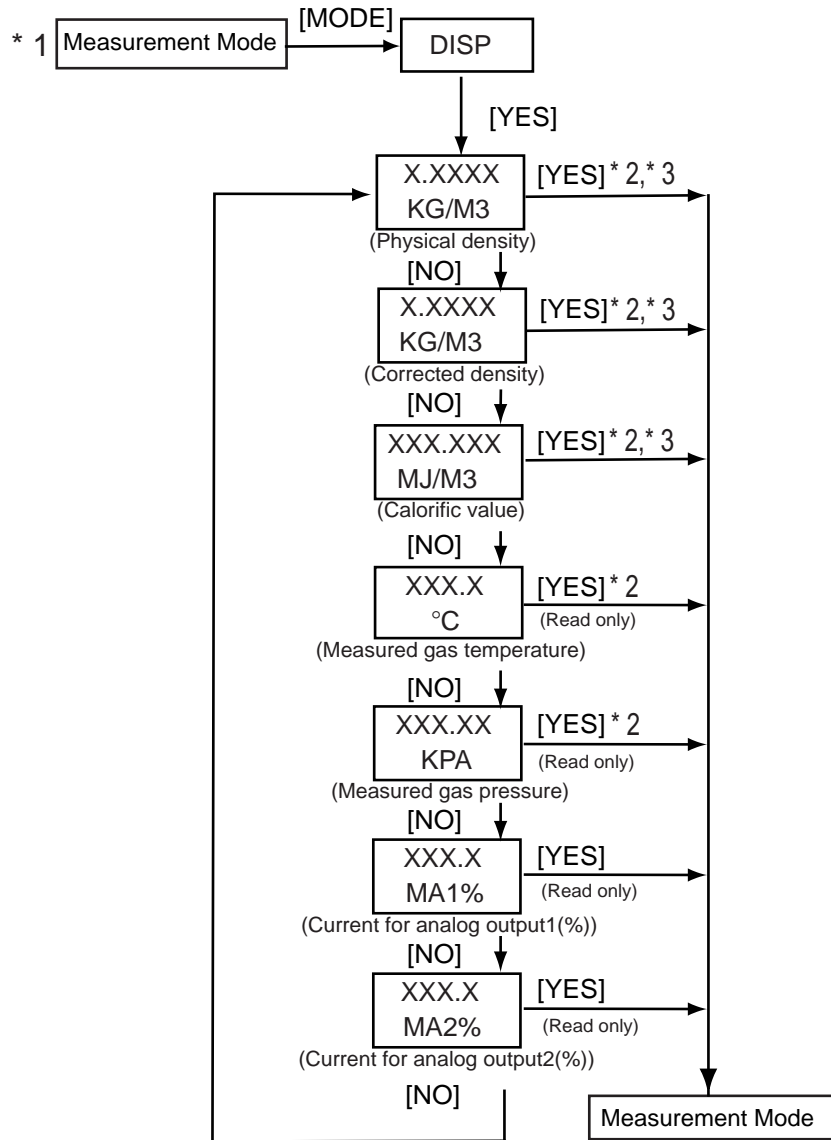 [MODE]
* 1 Measurement Mode DISP
[YES]
X.XXXX [YES] * 2,* 3
KG/M3
(Physical density)
[NO]
X.XXXX [YES] * 2,* 3
KG/M3
(Corrected density)
[NO]
XXX.XXX [YES] * 2,* 3
MJ/M3
(Calorific value)
[NO]
XXX.X [YES] * 2
°C (Read only)
(Measured gas temperature)
[NO]
XXX.XX [YES] * 2
KPA (Read only)
(Measured gas pressure)
[NO]
XXX.X [YES]
MA1% (Read only)
(Current for analog output1(%))
[NO]
XXX.X [YES]
MA2% (Read only)
(Current for analog output2(%))
[NO]
Measurement Mode